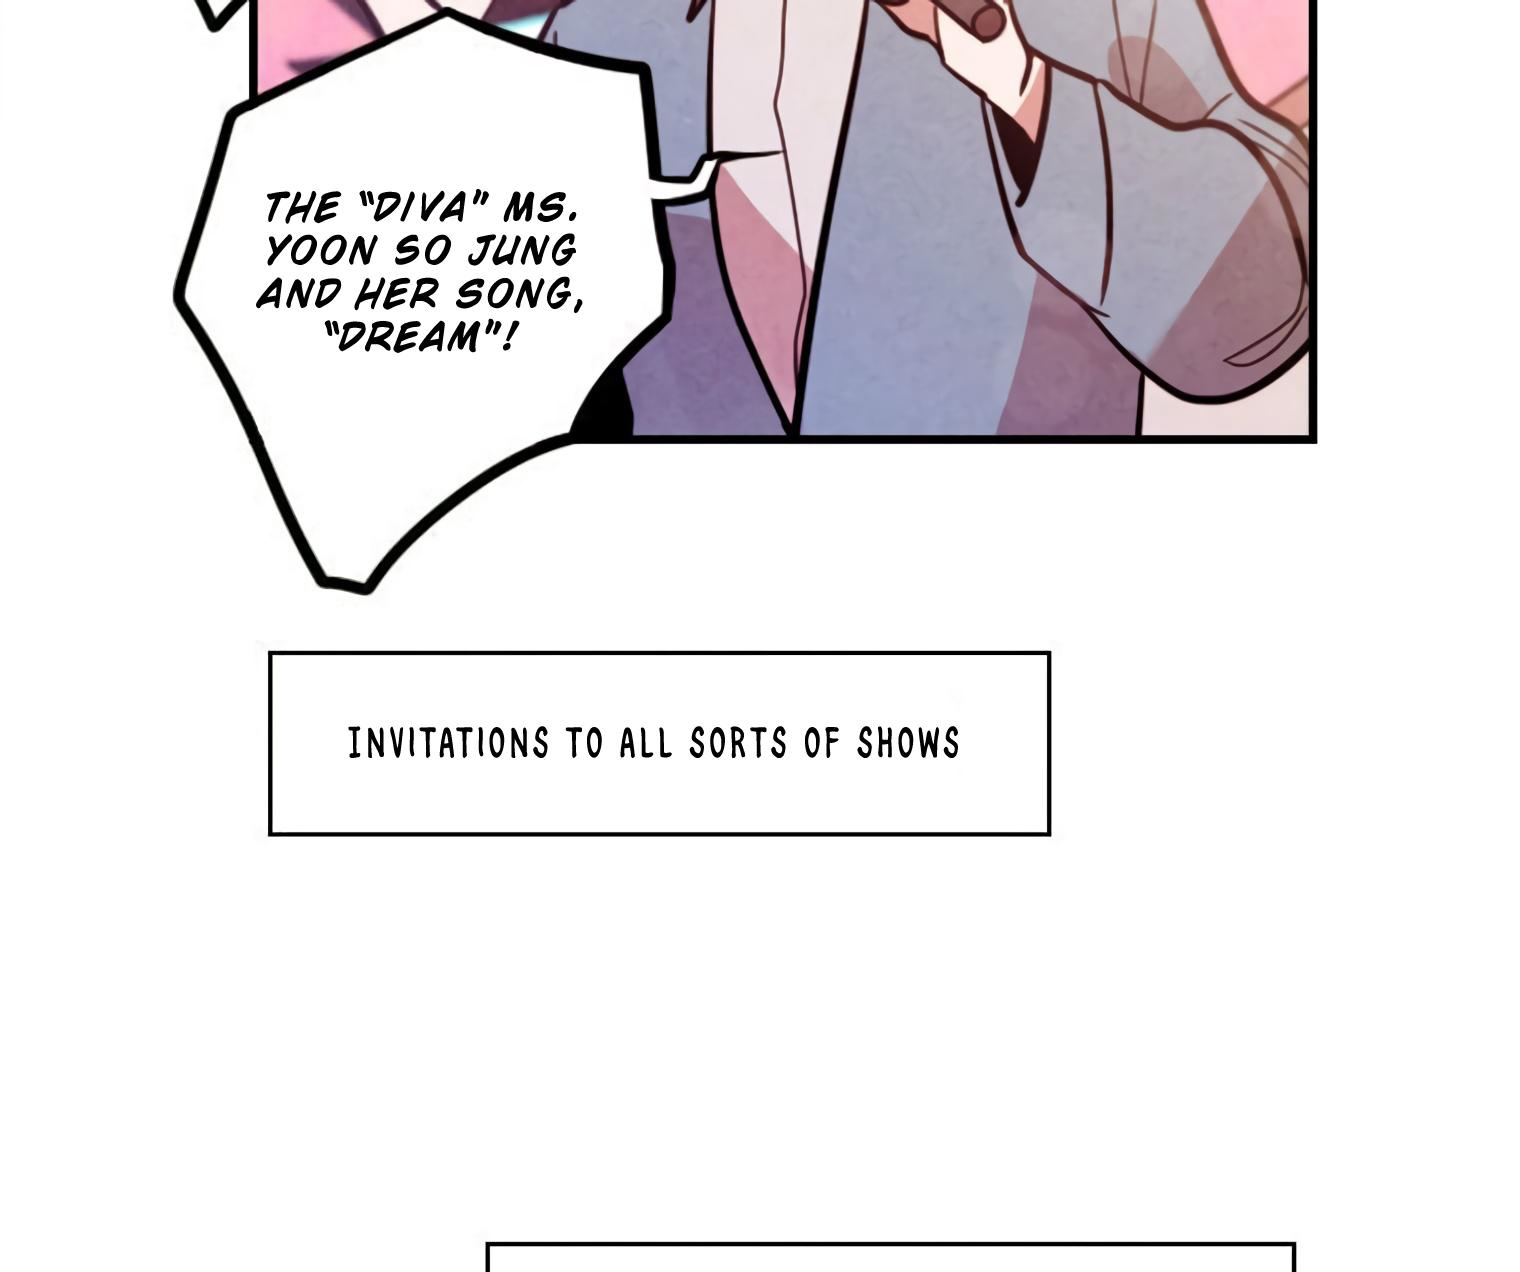 THE "DIVA" MS.
YOON SO JUNG
AND HER SONG,
"DREAM"!
INVITATIONS TO ALL SORTS OF SHOWS